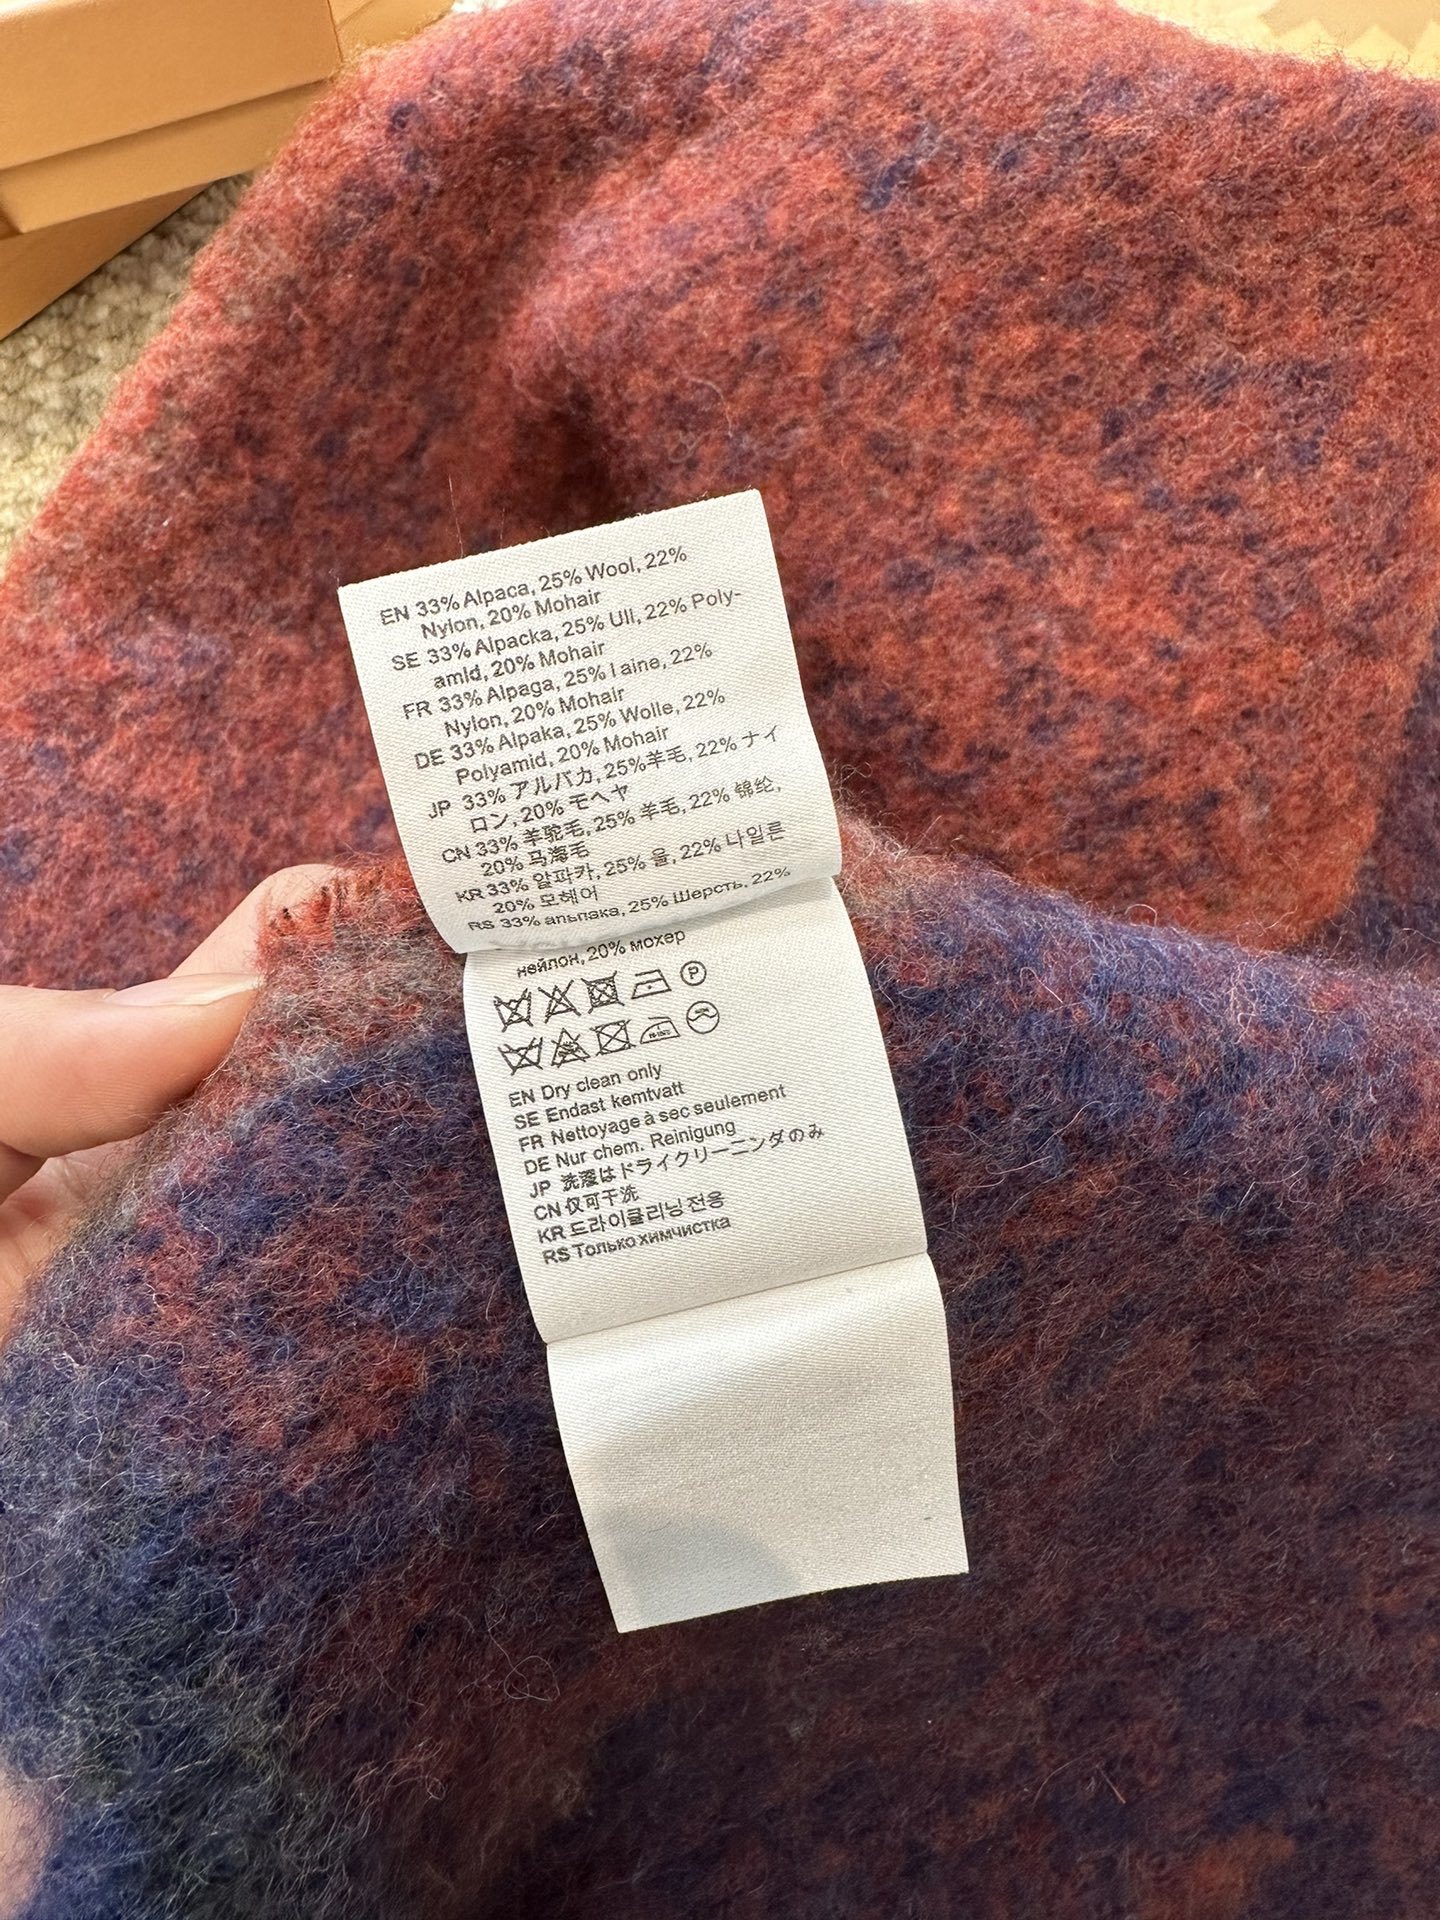 EN 33% Alpaca, 25% Wool, 22%
Nylon, 20% Mohair
SE 33% Alpacka, 25% Ull, 22% Poly-
amid, 20% Mohair
FR 33% Alpaga, 25% Laine, 22%
Nylon, 20% Mohair
DE 33% Alpaka, 25% Wolle, 22%
Polyamid, 20% Mohair
JP 33% アルバカ, 25%羊毛, 22% ナイ
ロン, 20% モヘヤ
CN 33% 羊驼毛, 25% 羊毛, 22% 锦纶,
20% 马海毛
KR 33% 알파카, 25% 울, 22% 나일론
20% 모헤어
RS 33% альпака, 25% Шерсть, 22%
нейлон, 20% мохер
P
EN Dry clean only
SE Endast kemtvatt
FR Nettoyage à sec seulement
DE Nur chem. Reinigung
JP 洗濯はドライクリーニンダのみ
CN 仅可干洗
KR 드라이클리닝 전용
RS Только химчистка